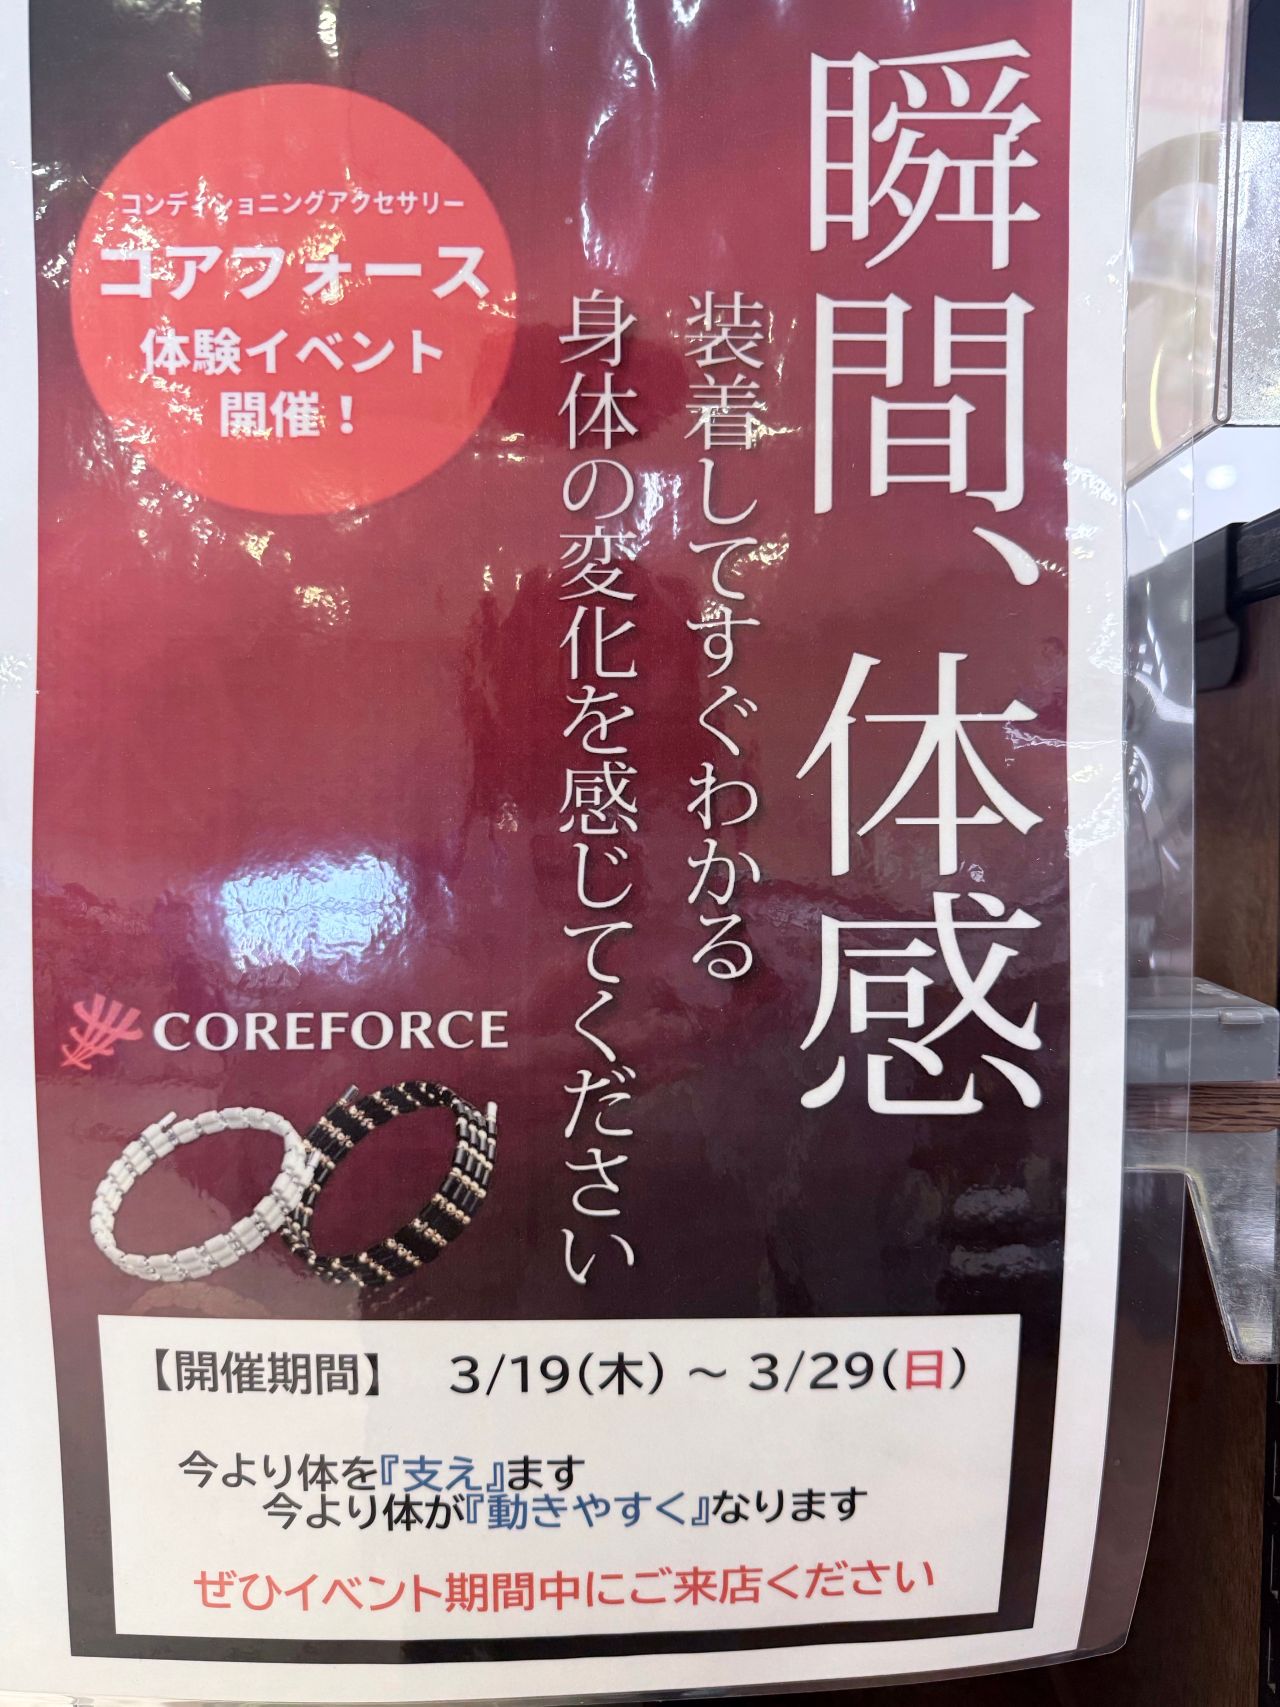 瞬間、体感
装着してすぐわかる
身体の変化を感じてください
コンディショニングアクセサリー
コアフォース
体験イベント
開催！
COREFORCE
【開催期間】 3/19(木) ～ 3/29(日)
今より体を『支え』ます
今より体が『動きやすく』なります
ぜひイベント期間中にご来店ください